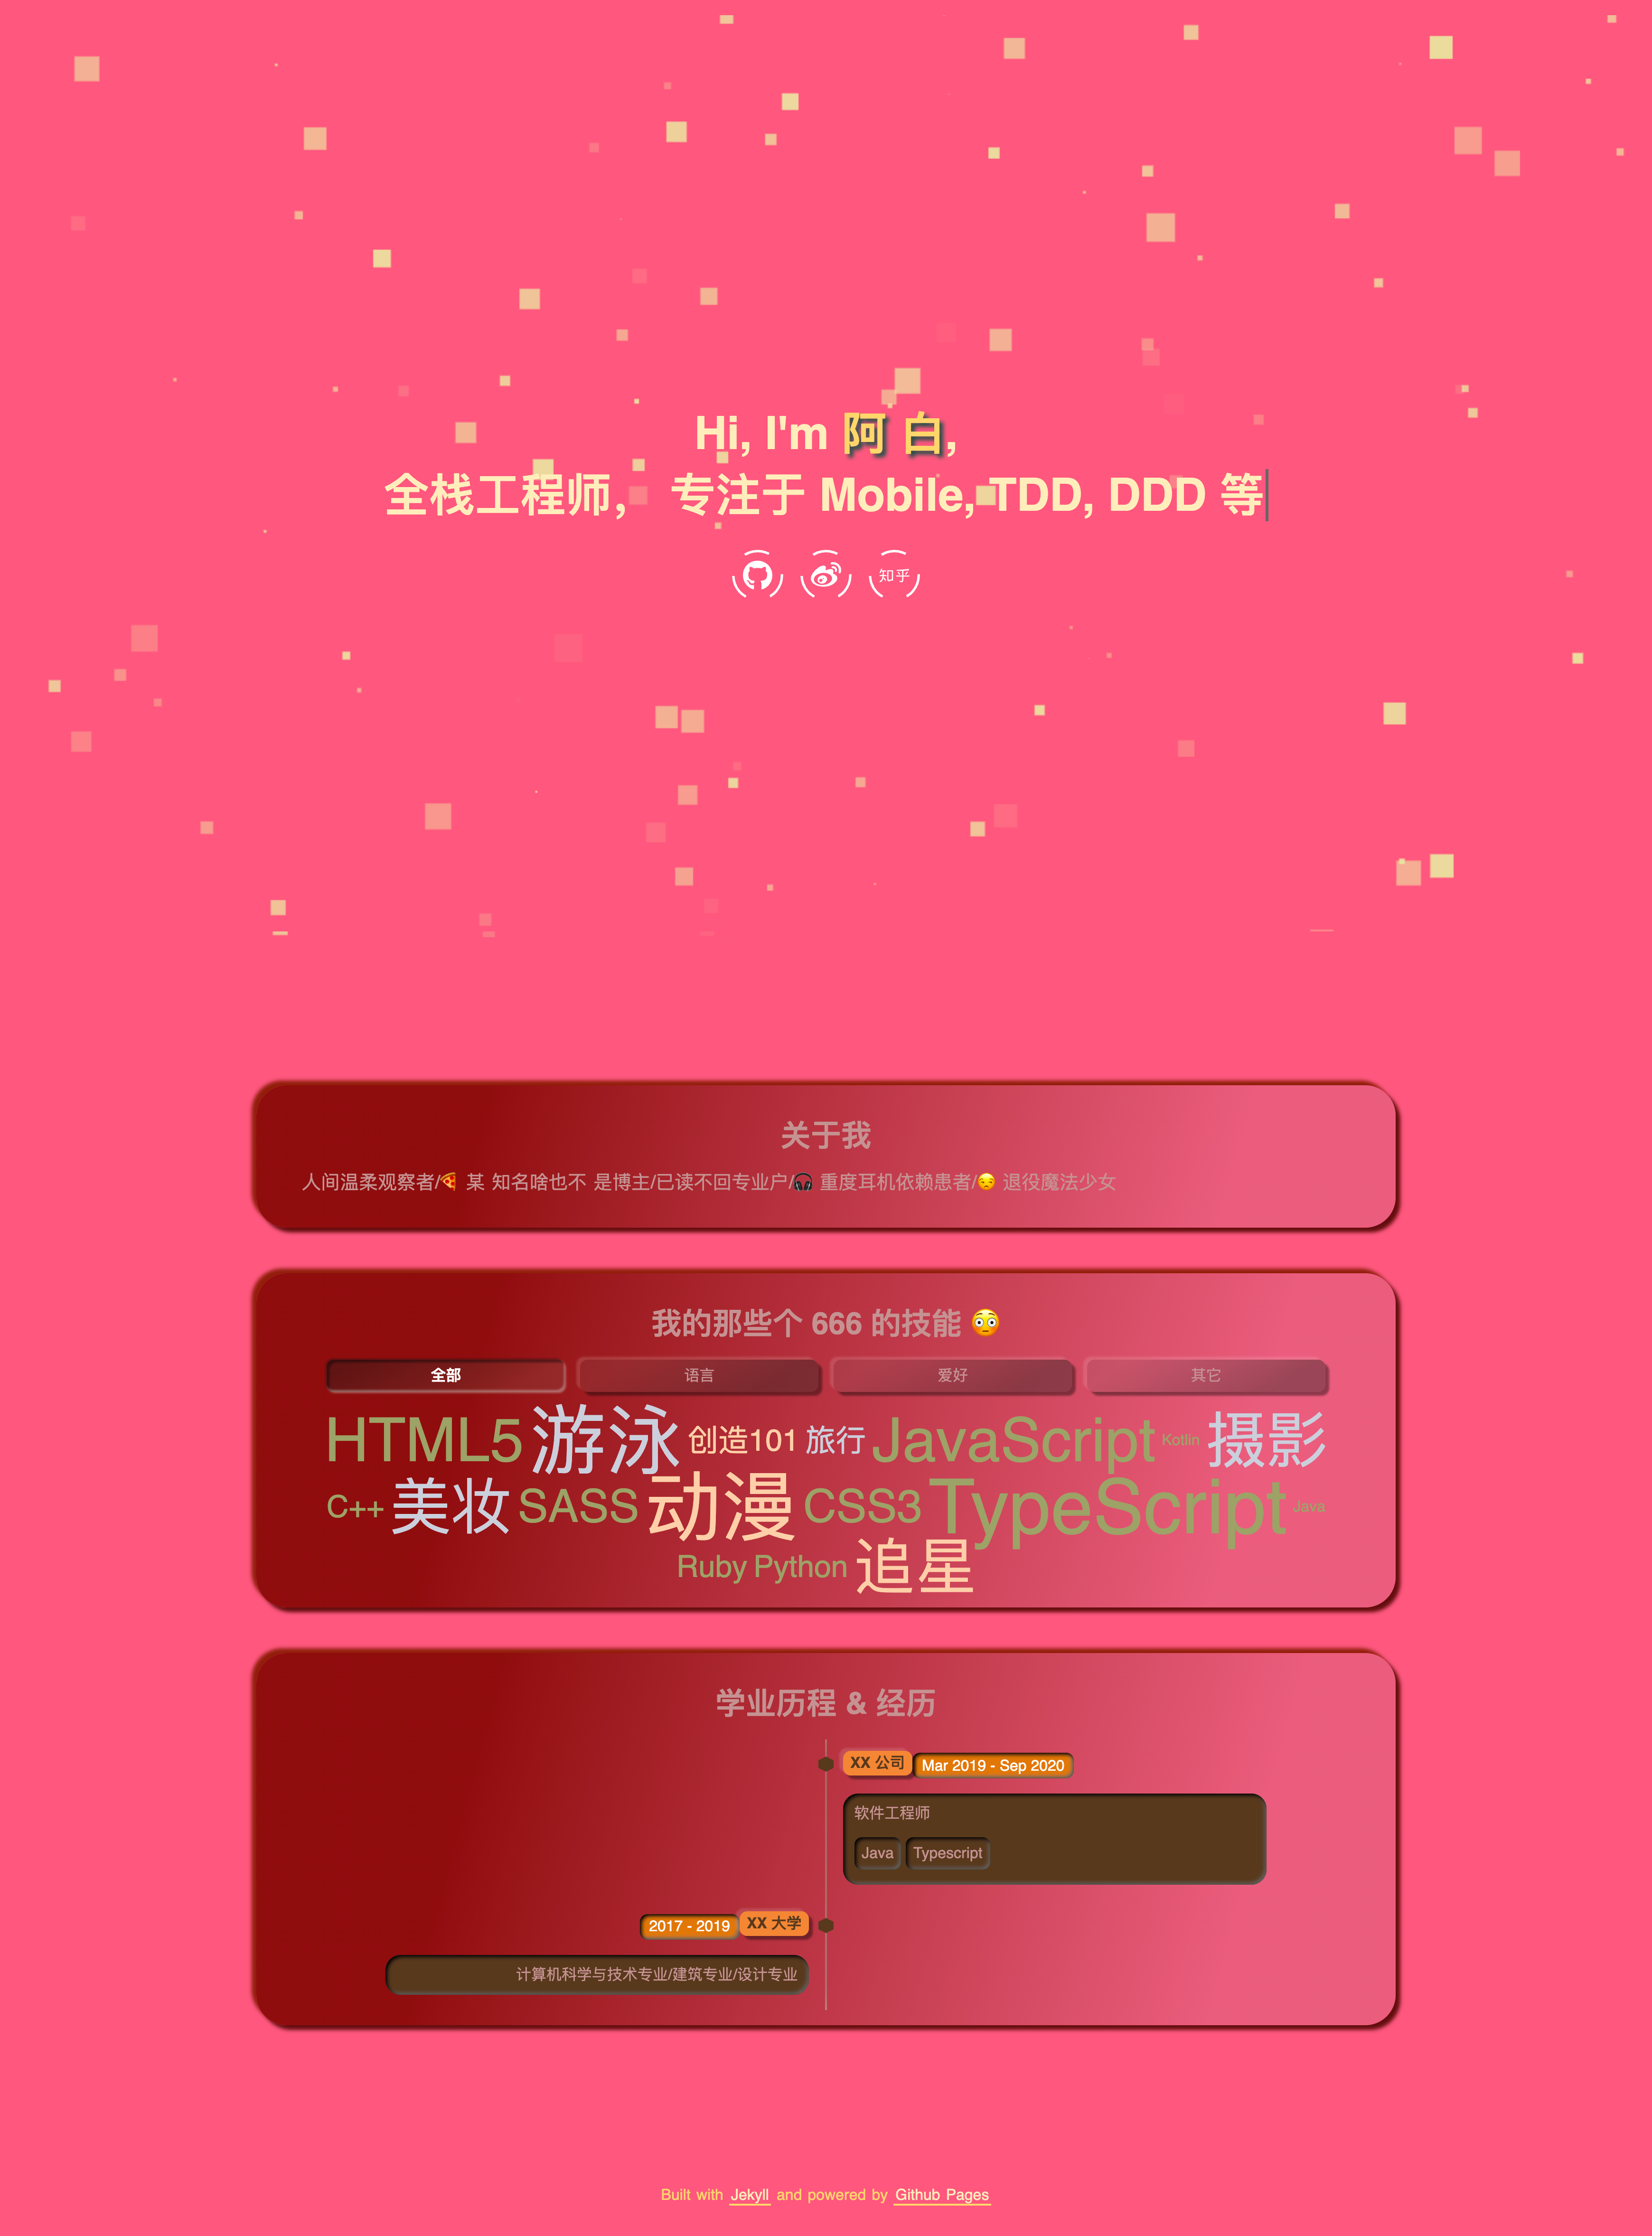 Hi, I'm 阿 白,
全栈工程师， 专注于 Mobile, TDD, DDD 等
知乎
关于我
人间温柔观察者/🍕 某 知名啥也不 是博主/已读不回专业户/🎧 重度耳机依赖患者/😔 退役魔法少女
我的那些个 666 的技能 😳
全部 语言 爱好 其它
HTML5 游泳 创造101 旅行 JavaScript Kotlin 摄影
C++ 美妆 SASS 动漫 CSS3 TypeScript Java
Ruby Python 追星
学业历程 & 经历
XX 公司 Mar 2019 - Sep 2020
软件工程师
Java Typescript
2017 - 2019 XX 大学
计算机科学与技术专业/建筑专业/设计专业
Built with Jekyll and powered by Github Pages